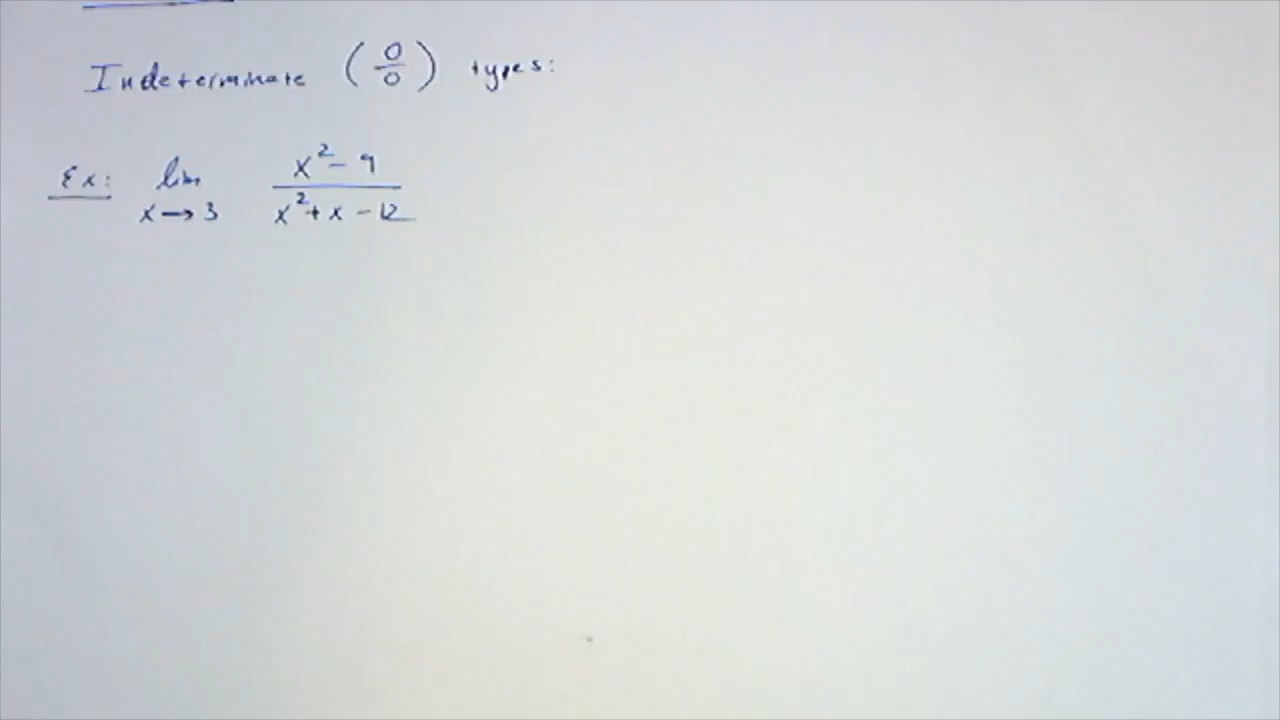 Indeterminate (0/0) types:
Ex: lim x→3 (x²-9)/(x²+x-12)